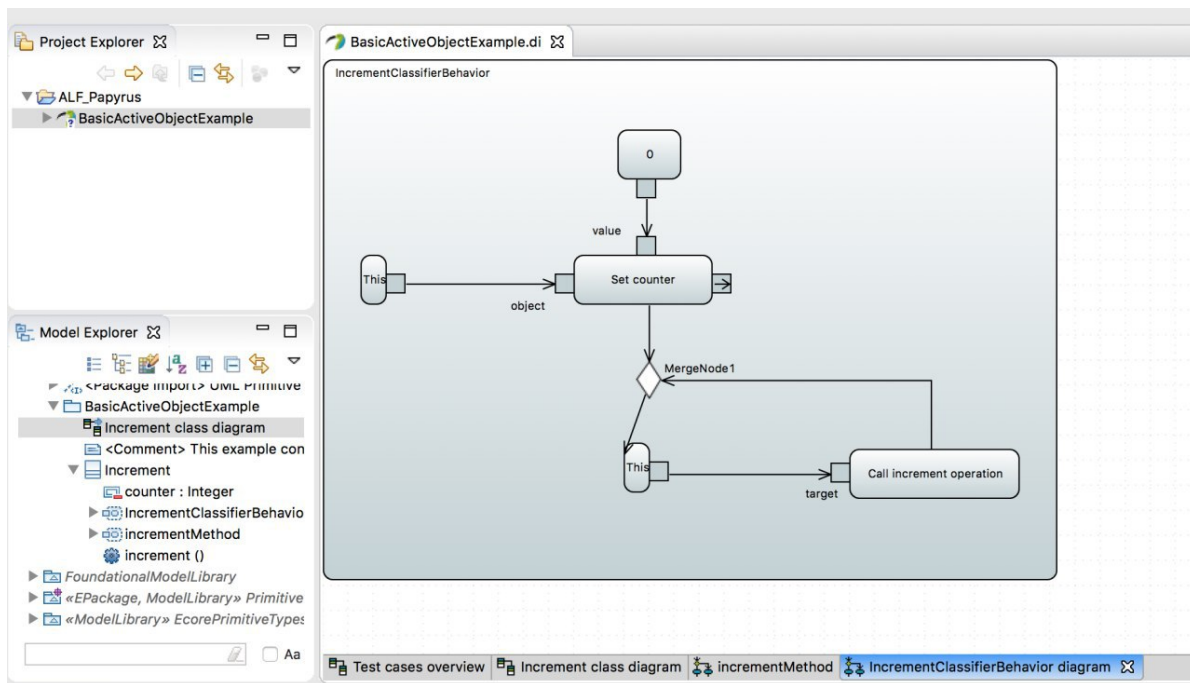 Project Explorer
ALF_Papyrus
BasicActiveObjectExample
BasicActiveObjectExample.di
IncrementClassifierBehavior
0
value
This
Set counter
object
MergeNode1
This
Call increment operation
target
Model Explorer
<Package Import> UML Primitive
BasicActiveObjectExample
Increment class diagram
<Comment> This example con
Increment
counter : Integer
IncrementClassifierBehavio
incrementMethod
increment ()
FoundationalModelLibrary
«EPackage, ModelLibrary» Primitive
«ModelLibrary» EcorePrimitiveTypes
Aa
Test cases overview Increment class diagram incrementMethod IncrementClassifierBehavior diagram